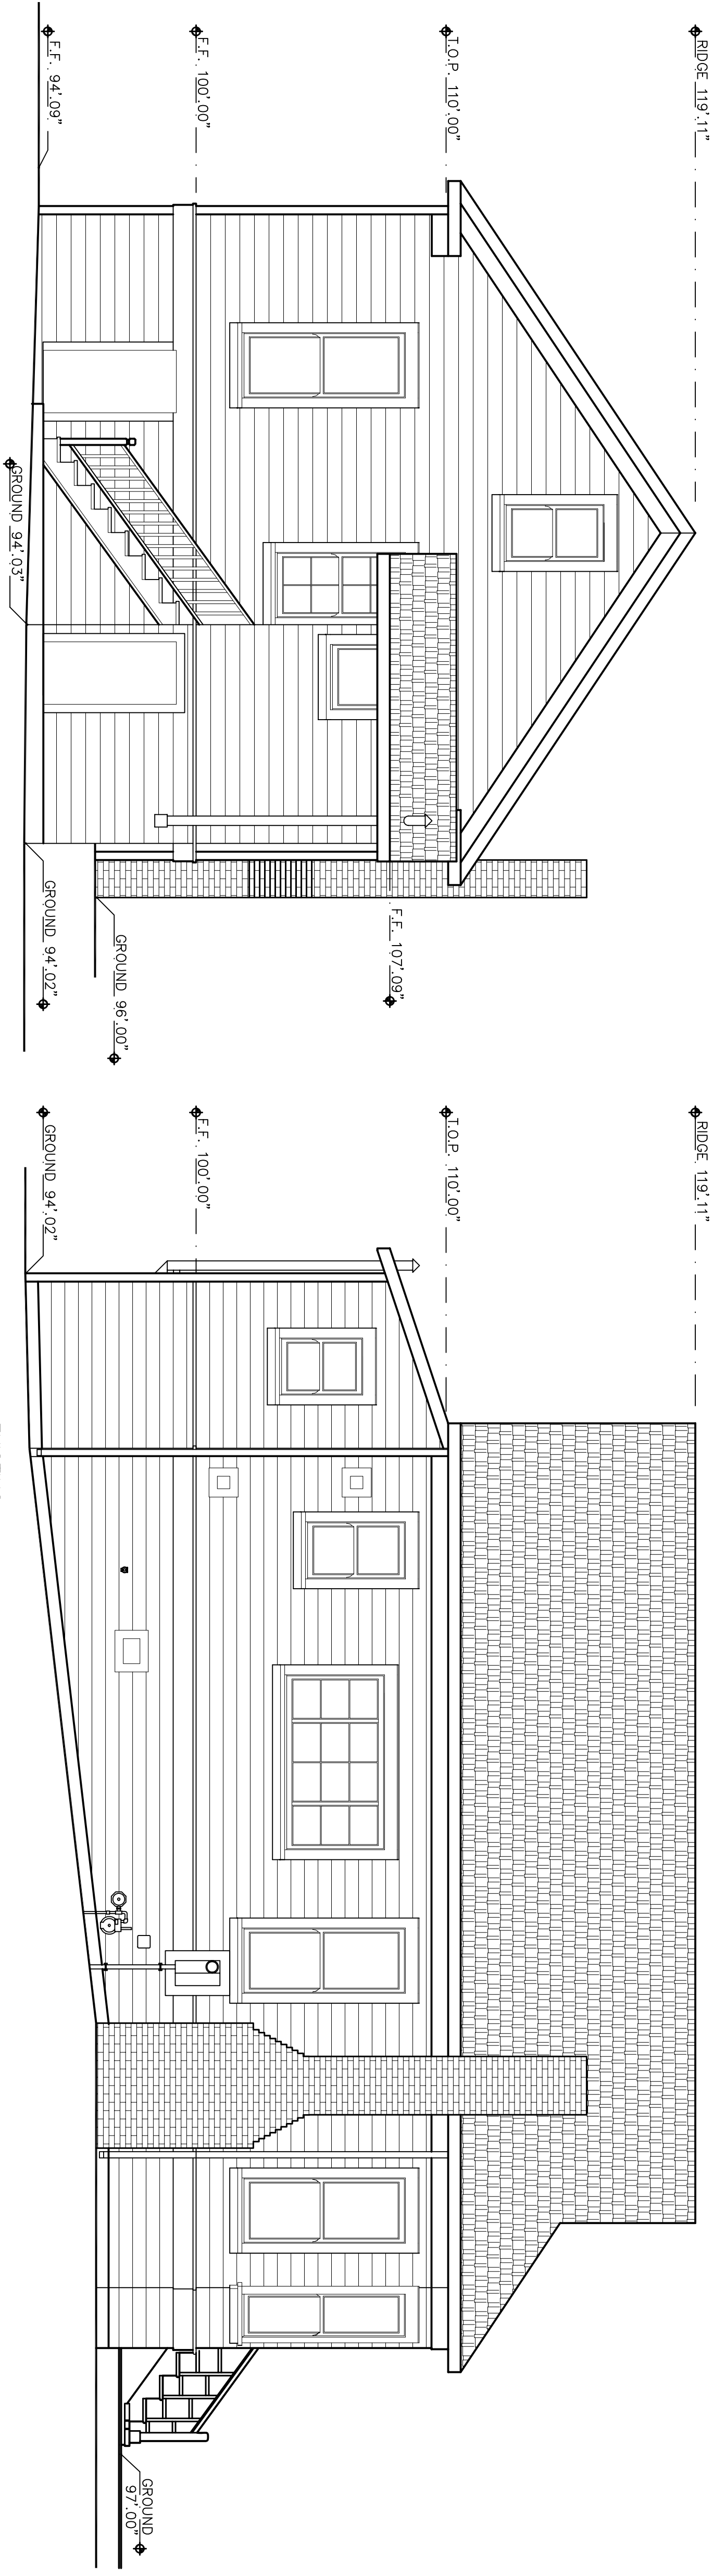 RIDGE 119'.11"
T.O.P. 110'.00"
F.F. 100'.00"
F.F. 94'.09"
GROUND 94'.03"
F.F. 107'.09"
GROUND 96'.00"
GROUND 94'.02"
RIDGE 119'.11"
T.O.P. 110'.00"
F.F. 100'.00"
GROUND 94'.02"
GROUND
97'.00"